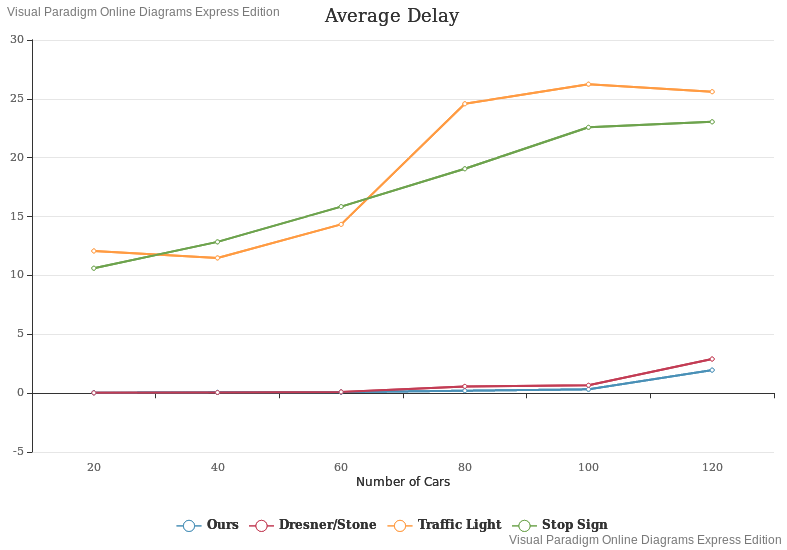 Visual Paradigm Online Diagrams Express Edition
Average Delay
30
25
20
15
10
5
0
-5
20 40 60 80 100 120
Number of Cars
Ours Dresner/Stone Traffic Light Stop Sign
Visual Paradigm Online Diagrams Express Edition